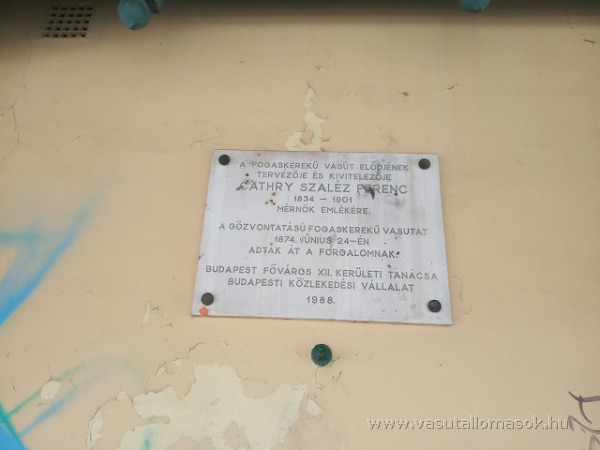 A FOGASKEREKŰ VASÚT ELŐDJÉNEK
TERVEZŐJE ÉS KIVITELEZŐJE
CATHRY SZALÉZ FERENC
1834 – 1901
MÉRNÖK EMLÉKÉRE.
A GŐZVONTATÁSÚ FOGASKEREKŰ VASUTAT
1874. JÚNIUS 24-ÉN
ADTÁK ÁT A FORGALOMNAK.
BUDAPEST FŐVÁROS XII. KERÜLETI TANÁCSA
BUDAPESTI KÖZLEKEDÉSI VÁLLALAT
1988.
www.vasutallomasok.hu